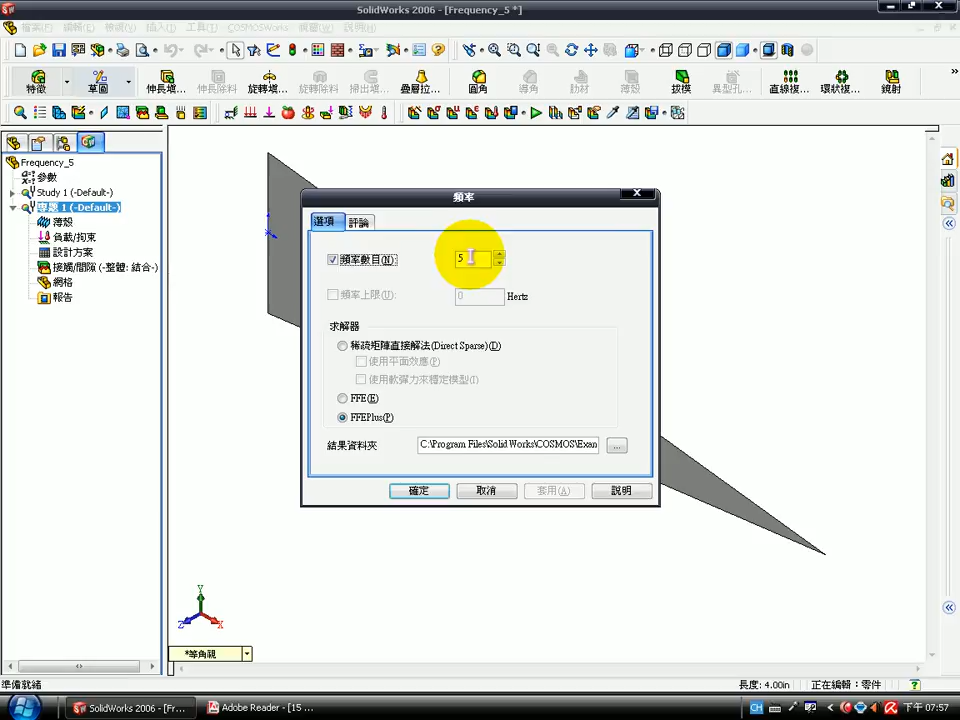 SolidWorks 2006 - [Frequency_5 *]
檔案(F) 編輯(E) 檢視(V) 插入(I) 工具(T) COSMOSWorks 視窗(W) 說明(H)
特徵 草圖 伸長填... 伸長除料 旋轉填... 旋轉除料 掃出填... 疊層拉... 圓角 導角 肋材 薄殼 拔模 異型孔... 直線複... 環狀複... 鏡射
Frequency_5
參數
Study 1 (-Default-)
專題 1 (-Default-)
薄殼
負載/拘束
設計方案
接觸/間隙 (-整體: 結合-)
網格
報告
頻率
選項 評論
頻率數目(N) 5
頻率上限(U): 0 Hertz
求解器
稀疏矩陣直接解法(Direct Sparse)(D)
使用平面效應(P)
使用軟彈力來穩定模型(I)
FFE(E)
FFEPlus(P)
結果資料夾 C:\Program Files\Solid Works\COSMOS\Exan ...
確定 取消 套用(A) 說明
Y
Z X
*等角視
準備就緒 長度: 4.00in 正在編輯：零件
SolidWorks 2006 - [Fr... Adobe Reader - [15 ... CH 下午 07:57